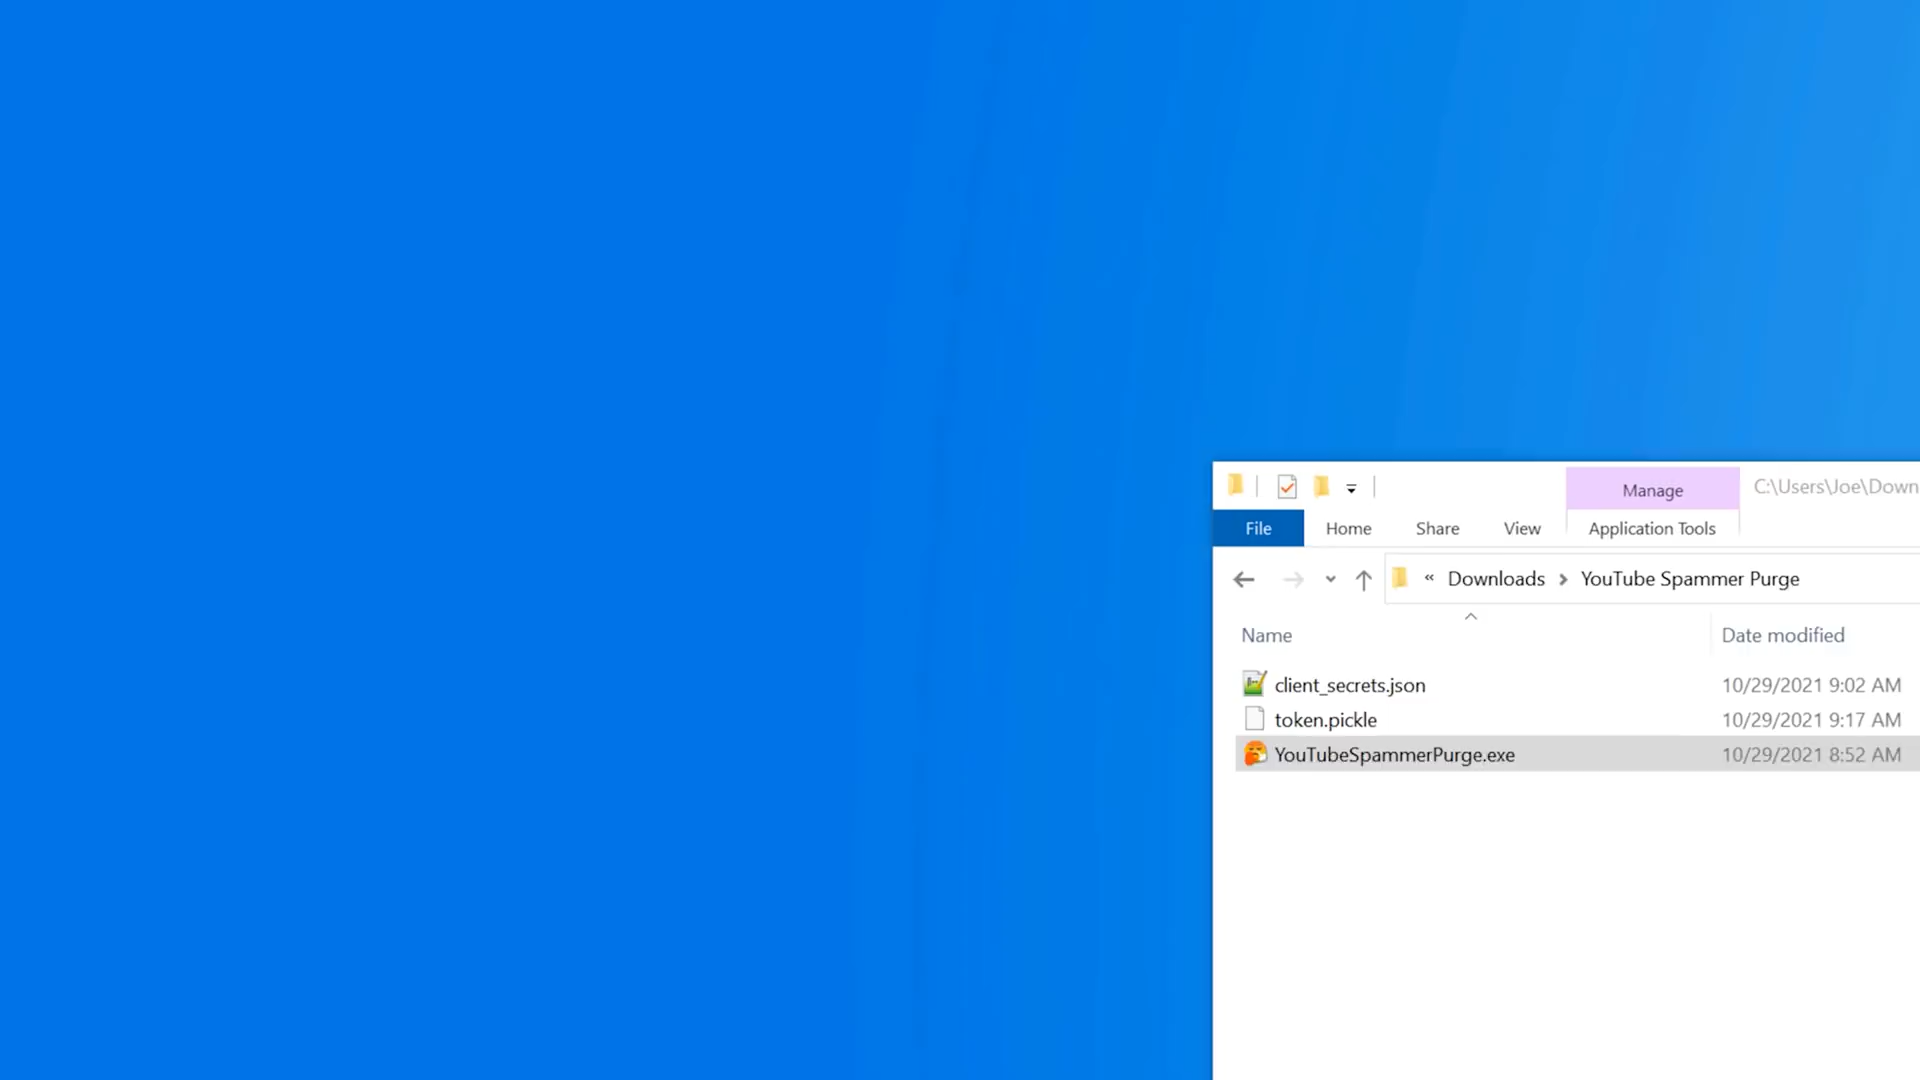 Manage C:\Users\Joe\Down
File Home Share View Application Tools
« Downloads > YouTube Spammer Purge
Name Date modified
client_secrets.json 10/29/2021 9:02 AM
token.pickle 10/29/2021 9:17 AM
YouTubeSpammerPurge.exe 10/29/2021 8:52 AM